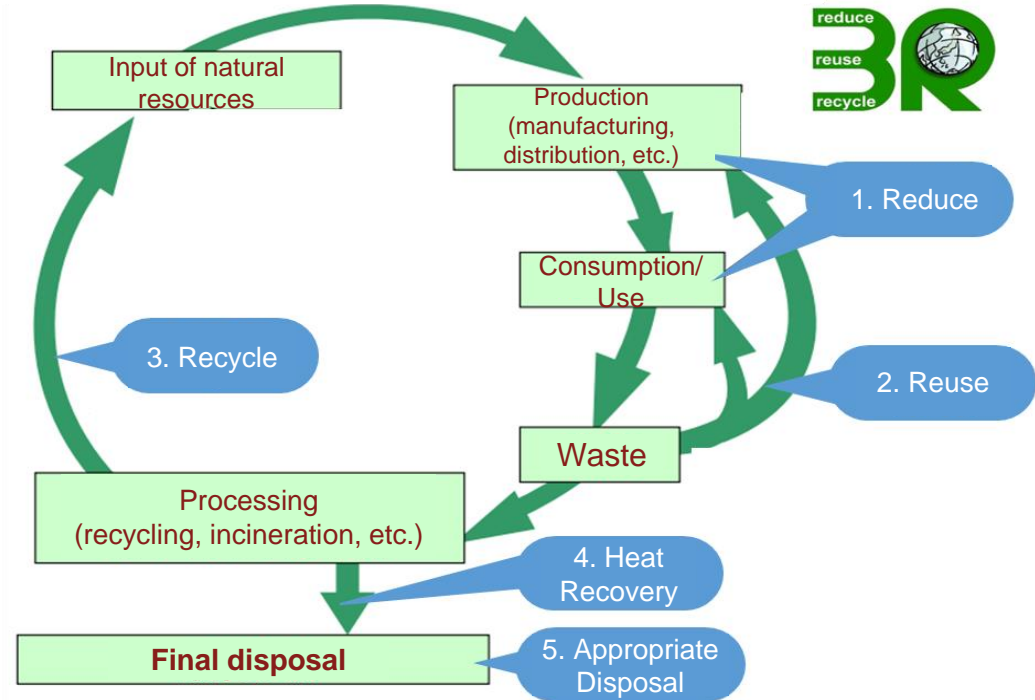 reduce
reuse
recycle
3R
Input of natural
resources
Production
(manufacturing,
distribution, etc.)
1. Reduce
Consumption/
Use
3. Recycle
2. Reuse
Waste
Processing
(recycling, incineration, etc.)
4. Heat
Recovery
Final disposal
5. Appropriate
Disposal